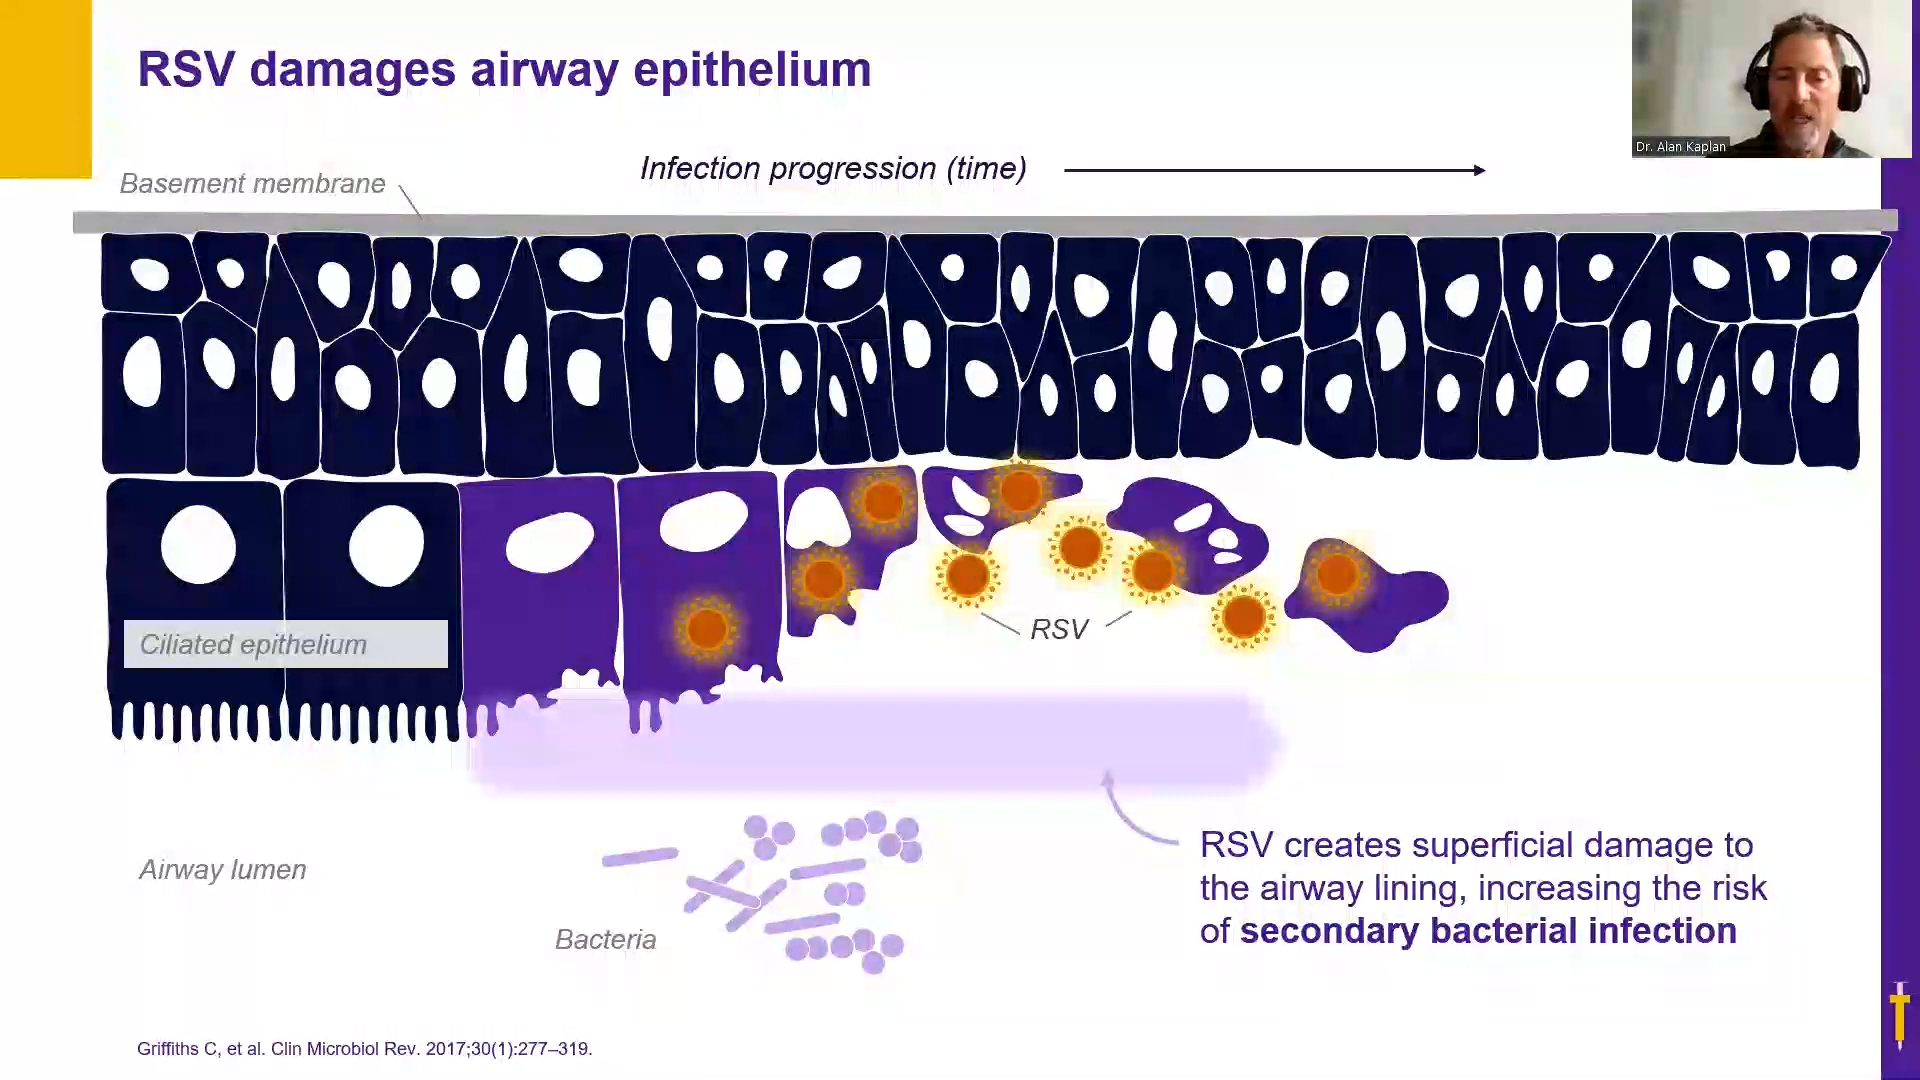 RSV damages airway epithelium
Dr. Alan Kaplan
Infection progression (time)
Basement membrane
Ciliated epithelium
RSV
Airway lumen
Bacteria
RSV creates superficial damage to
the airway lining, increasing the risk
of secondary bacterial infection
Griffiths C, et al. Clin Microbiol Rev. 2017;30(1):277–319.